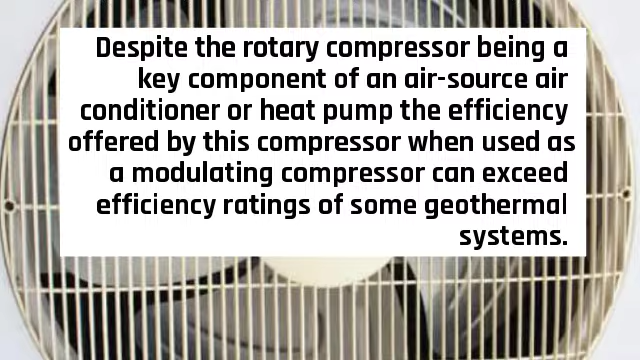 Despite the rotary compressor being a
key component of an air-source air
conditioner or heat pump the efficiency
offered by this compressor when used as
a modulating compressor can exceed
efficiency ratings of some geothermal
systems.